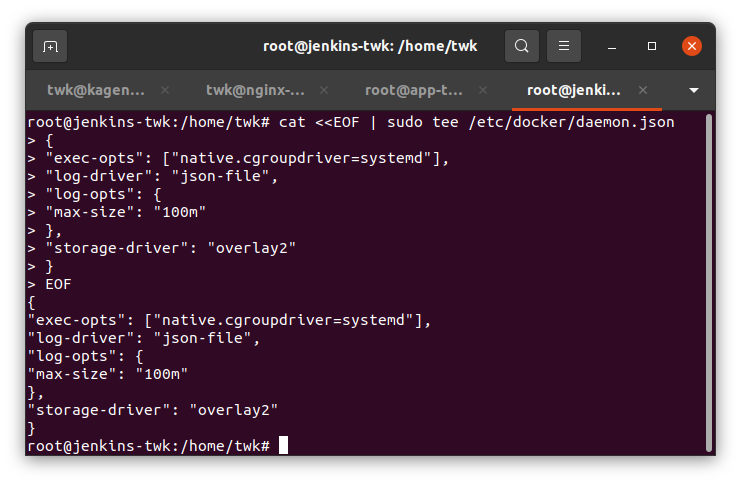 root@jenkins-twk: /home/twk
twk@kagen...
twk@nginx-...
root@app-t...
root@jenki...
root@jenkins-twk:/home/twk# cat <<EOF | sudo tee /etc/docker/daemon.json
> {
> "exec-opts": ["native.cgroupdriver=systemd"],
> "log-driver": "json-file",
> "log-opts": {
> "max-size": "100m"
> },
> "storage-driver": "overlay2"
> }
> EOF
{
"exec-opts": ["native.cgroupdriver=systemd"],
"log-driver": "json-file",
"log-opts": {
"max-size": "100m"
},
"storage-driver": "overlay2"
}
root@jenkins-twk:/home/twk#